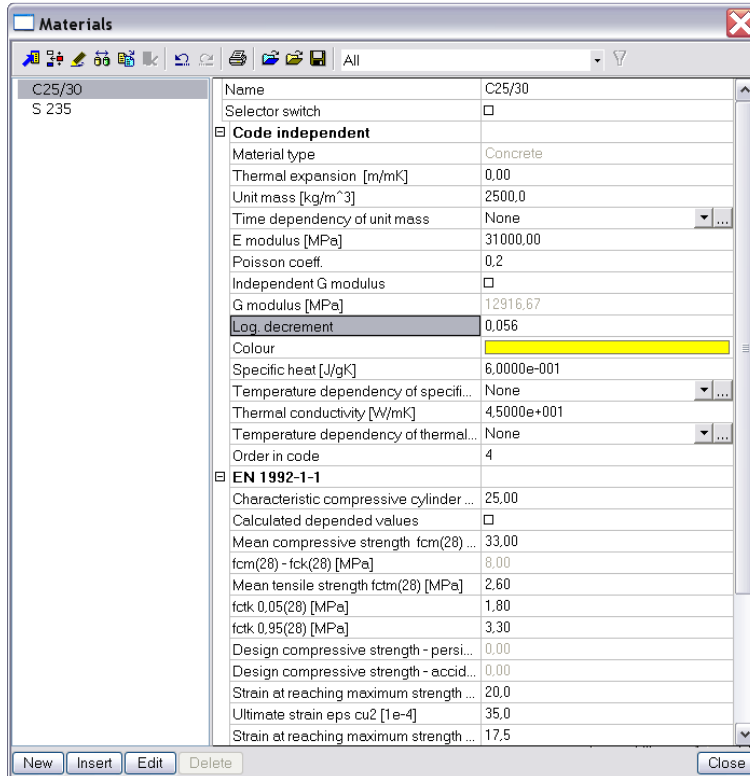 Materials
All
C25/30
S 235
Name C25/30
Selector switch
Code independent
Material type Concrete
Thermal expansion [m/mK] 0,00
Unit mass [kg/m^3] 2500,0
Time dependency of unit mass None ...
E modulus [MPa] 31000,00
Poisson coeff. 0,2
Independent G modulus
G modulus [MPa] 12916,67
Log. decrement 0,056
Colour
Specific heat [J/gK] 6,0000e-001
Temperature dependency of specifi... None ...
Thermal conductivity [W/mK] 4,5000e+001
Temperature dependency of thermal... None ...
Order in code 4
EN 1992-1-1
Characteristic compressive cylinder ... 25,00
Calculated depended values
Mean compressive strength fcm(28) ... 33,00
fcm(28) - fck(28) [MPa] 8,00
Mean tensile strength fctm(28) [MPa] 2,60
fctk 0,05(28) [MPa] 1,80
fctk 0,95(28) [MPa] 3,30
Design compressive strength - persi... 0,00
Design compressive strength - accid... 0,00
Strain at reaching maximum strength ... 20,0
Ultimate strain eps cu2 [1e-4] 35,0
Strain at reaching maximum strength ... 17,5
New Insert Edit Delete Close